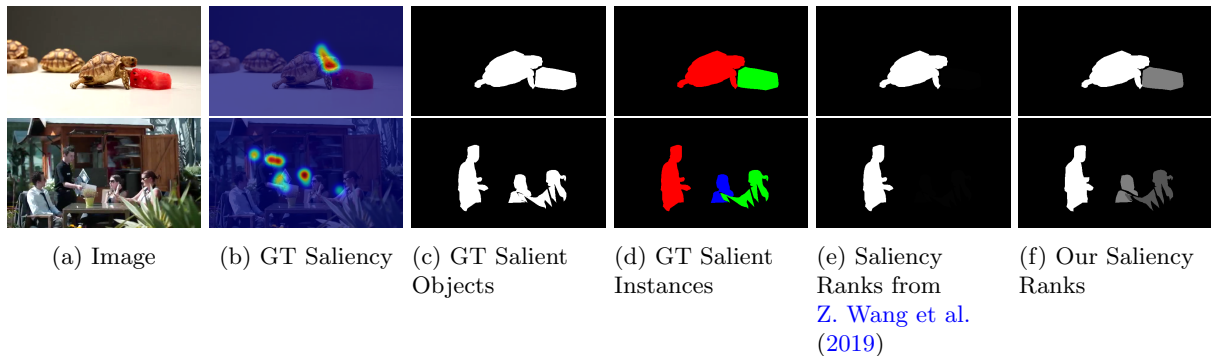 (a) Image
(b) GT Saliency
(c) GT Salient
Objects
(d) GT Salient
Instances
(e) Saliency
Ranks from
Z. Wang et al.
(2019)
(f) Our Saliency
Ranks